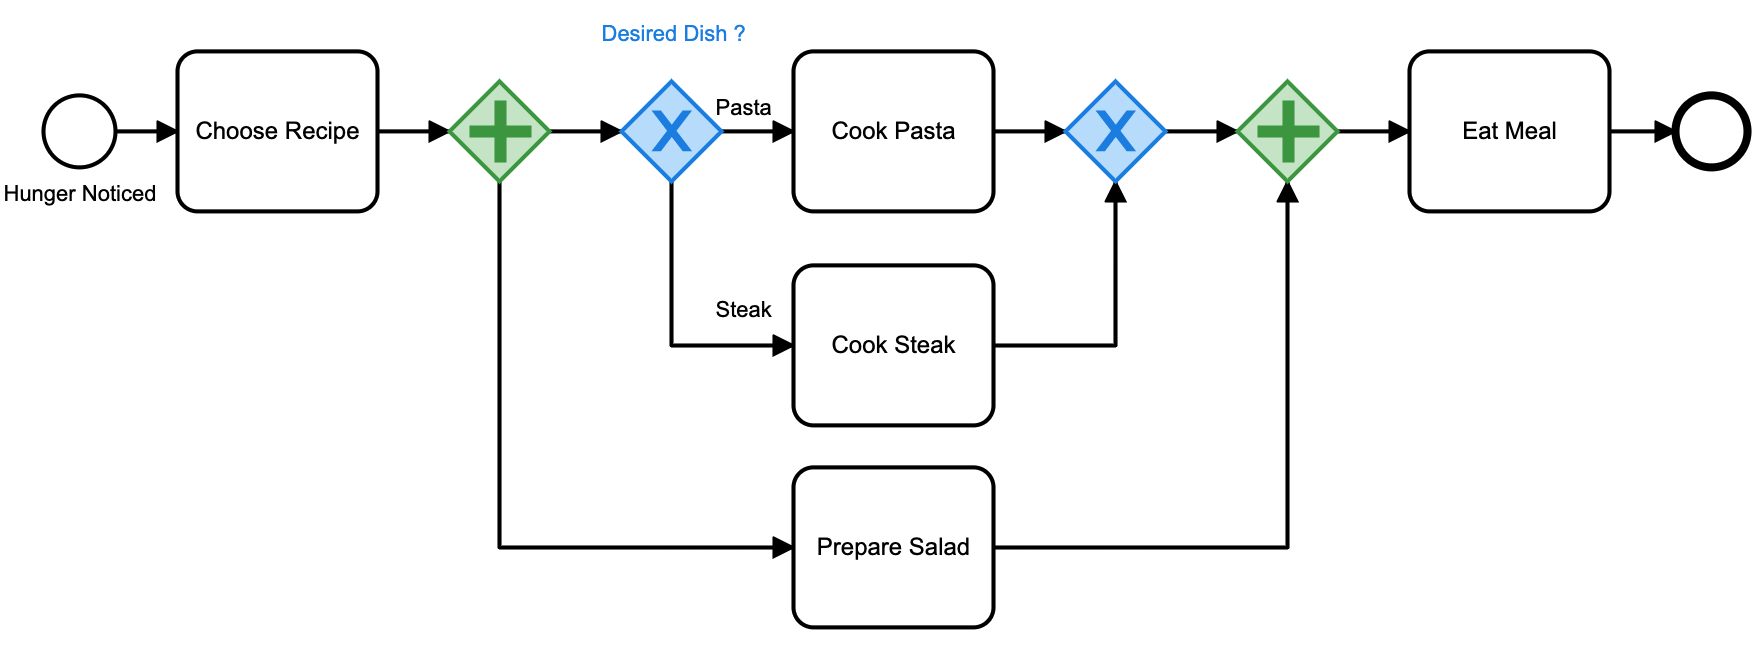 Desired Dish ?
Hunger Noticed
Choose Recipe
X
Pasta
Cook Pasta
X
Eat Meal
Steak
Cook Steak
Prepare Salad